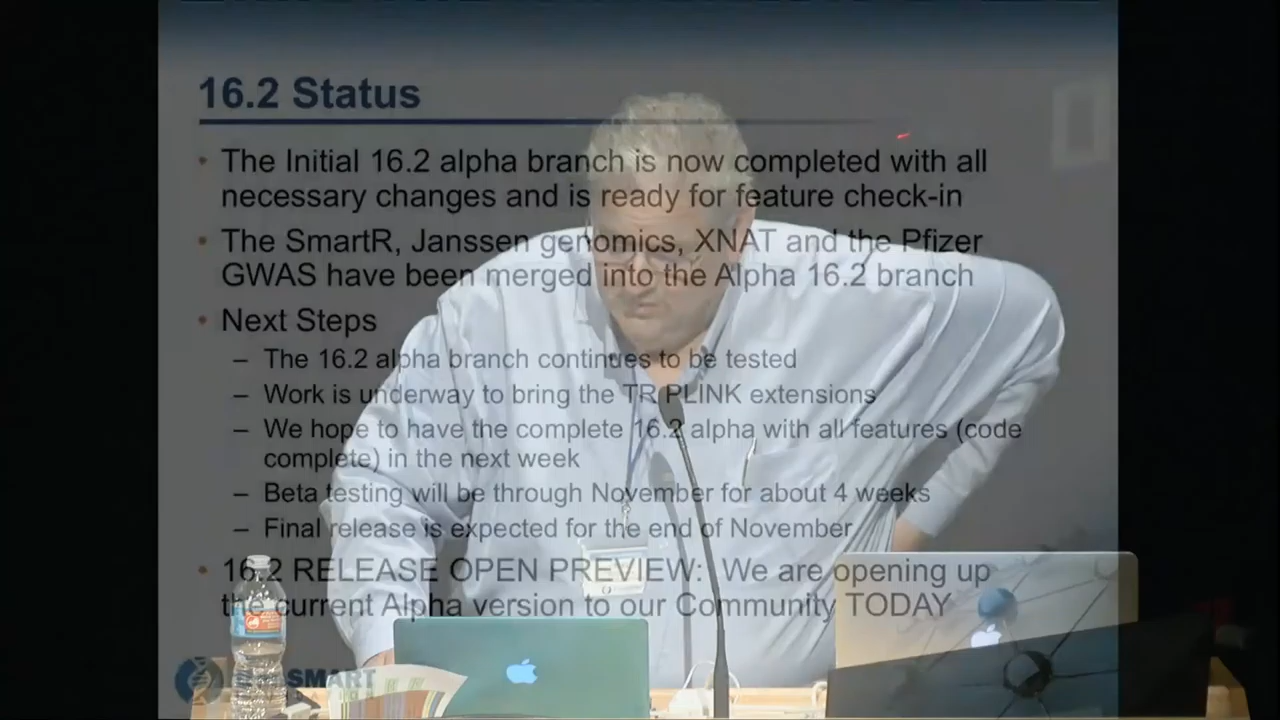 16.2 Status
• The Initial 16.2 alpha branch is now completed with all
necessary changes and is ready for feature check-in
• The SmartR, Janssen genomics, XNAT and the Pfizer
GWAS have been merged into the Alpha 16.2 branch
• Next Steps
– The 16.2 alpha branch continues to be tested
– Work is underway to bring the TR PLINK extensions
– We hope to have the complete 16.2 alpha with all features (code
complete) in the next week
– Beta testing will be through November for about 4 weeks
– Final release is expected for the end of November
• 16.2 RELEASE OPEN PREVIEW: We are opening up
the current Alpha version to our Community TODAY
SMART